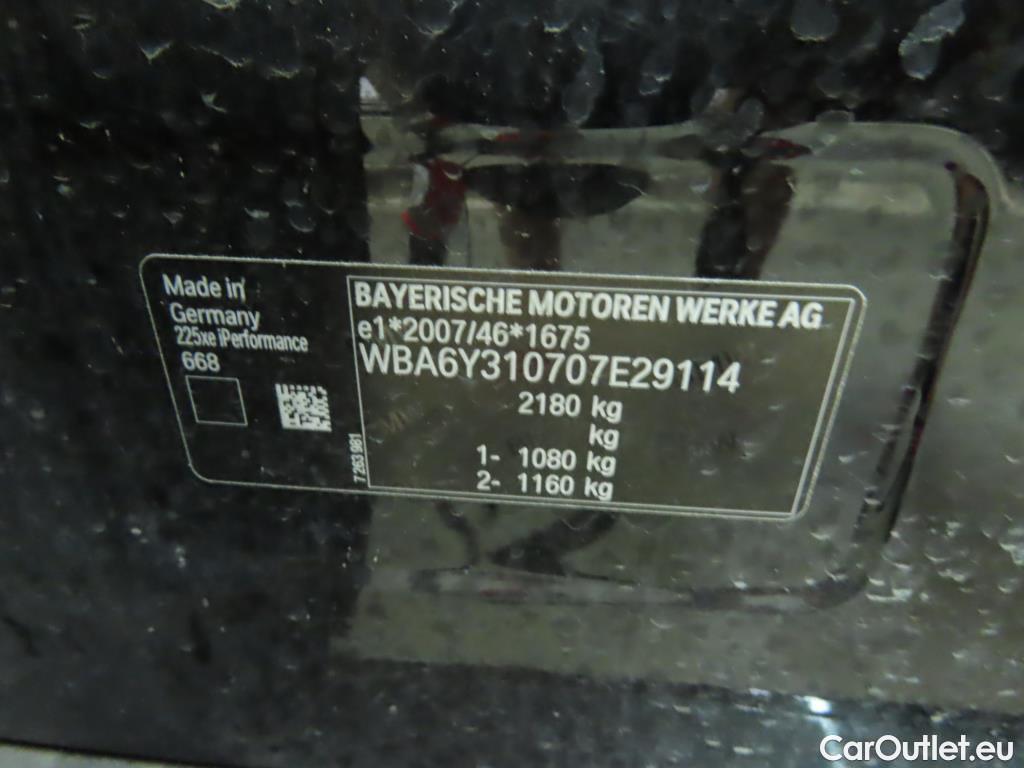 Made in
Germany
225xe iPerformance
668
7 263 981
BAYERISCHE MOTOREN WERKE AG
e1*2007/46*1675
WBA6Y310707E29114
2180 kg
kg
1- 1080 kg
2- 1160 kg
CarOutlet.eu